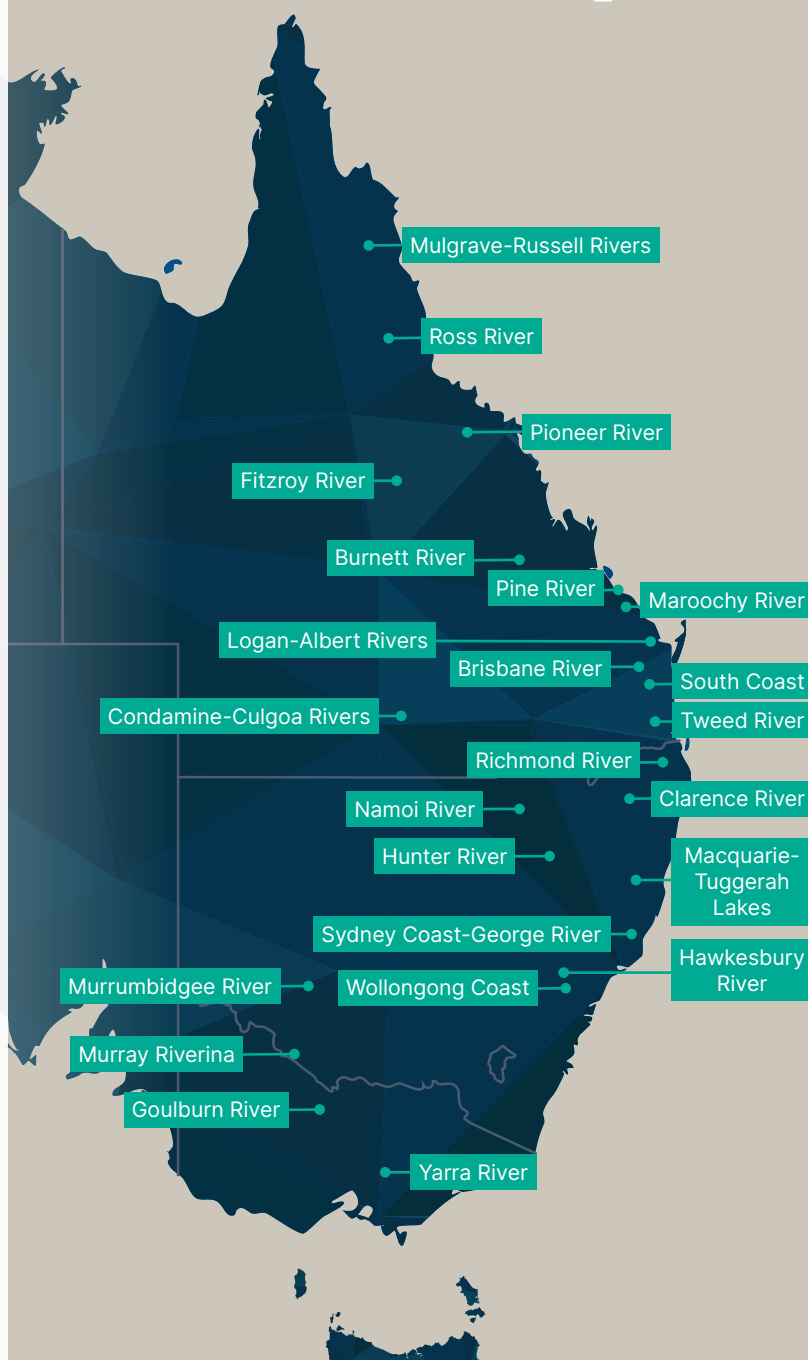 Mulgrave-Russell Rivers
Ross River
Pioneer River
Fitzroy River
Burnett River
Pine River
Maroochy River
Logan-Albert Rivers
Brisbane River
South Coast
Condamine-Culgoa Rivers
Tweed River
Richmond River
Clarence River
Namoi River
Hunter River
Macquarie-
Tuggerah
Lakes
Sydney Coast-George River
Hawkesbury
River
Murrumbidgee River
Wollongong Coast
Murray Riverina
Goulburn River
Yarra River